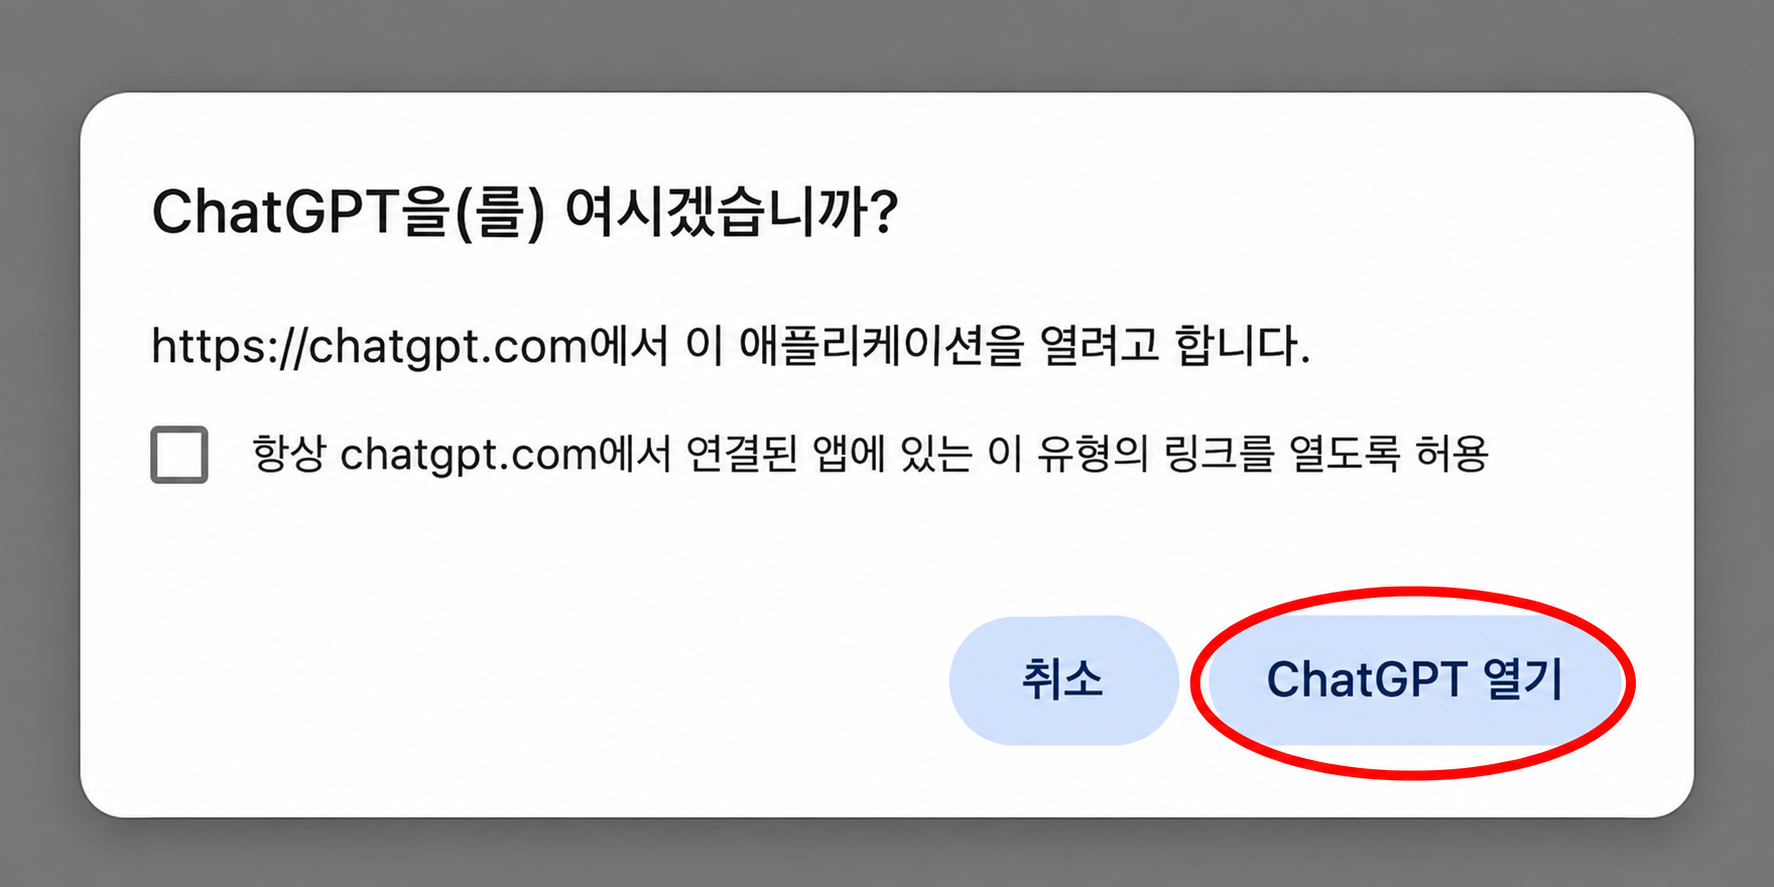 ChatGPT을(를) 여시겠습니까?
https://chatgpt.com에서 이 애플리케이션을 열려고 합니다.
항상 chatgpt.com에서 연결된 앱에 있는 이 유형의 링크를 열도록 허용
취소
ChatGPT 열기